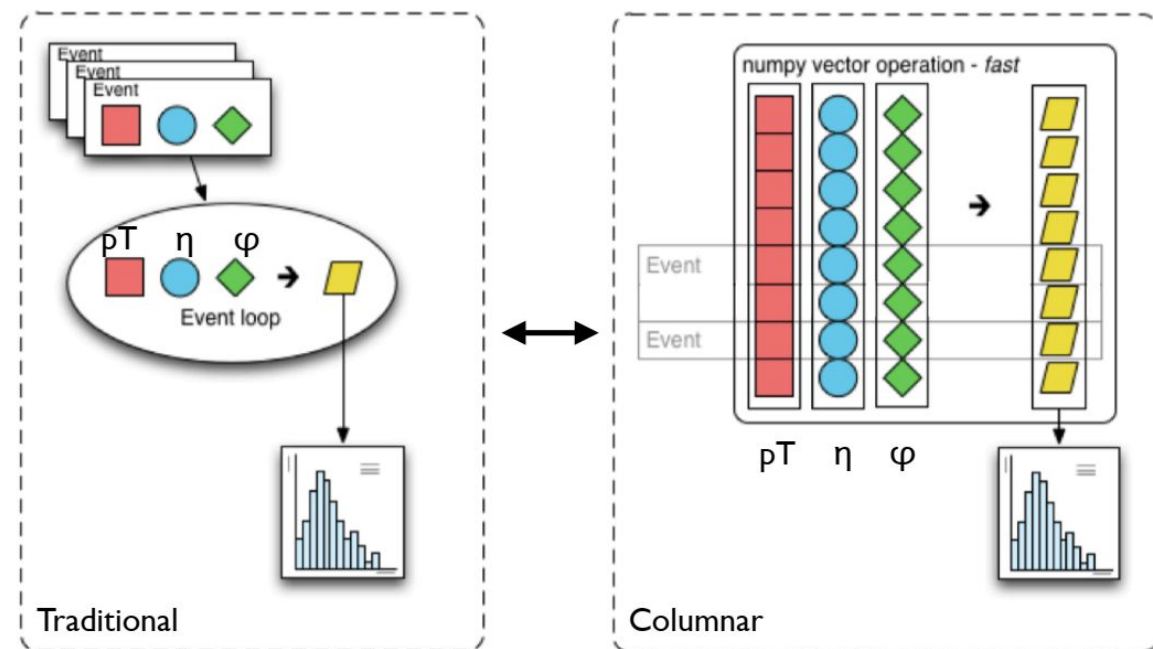 Event
Event
Event
pT η φ
Event loop
Traditional
numpy vector operation - fast
Event
Event
pT η φ
Columnar